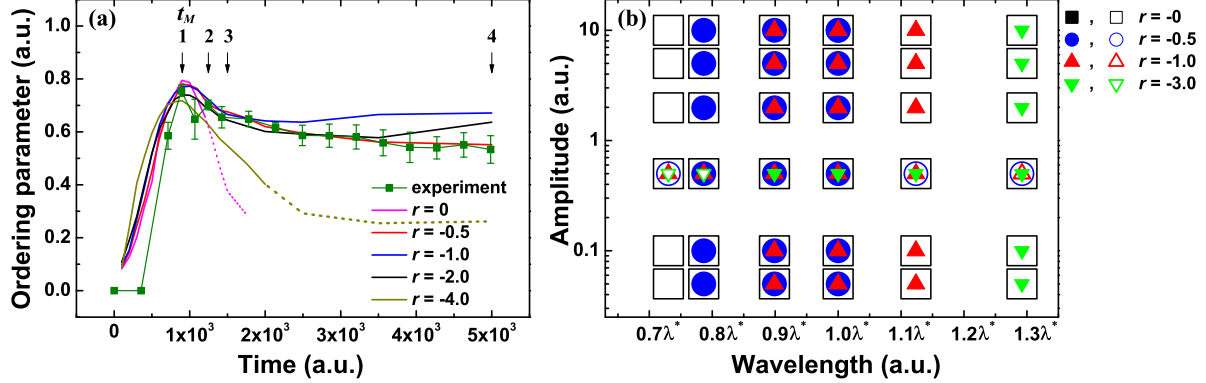 (a)
t_M
1 2 3 4
Ordering parameter (a.u.)
1.0
0.8
0.6
0.4
0.2
0.0
experiment
r = 0
r = -0.5
r = -1.0
r = -2.0
r = -4.0
0 1x10³ 2x10³ 3x10³ 4x10³ 5x10³
Time (a.u.)
(b)
Amplitude (a.u.)
10
1
0.1
0.7λ* 0.8λ* 0.9λ* 1.0λ* 1.1λ* 1.2λ* 1.3λ*
Wavelength (a.u.)
, r = -0
, r = -0.5
, r = -1.0
, r = -3.0